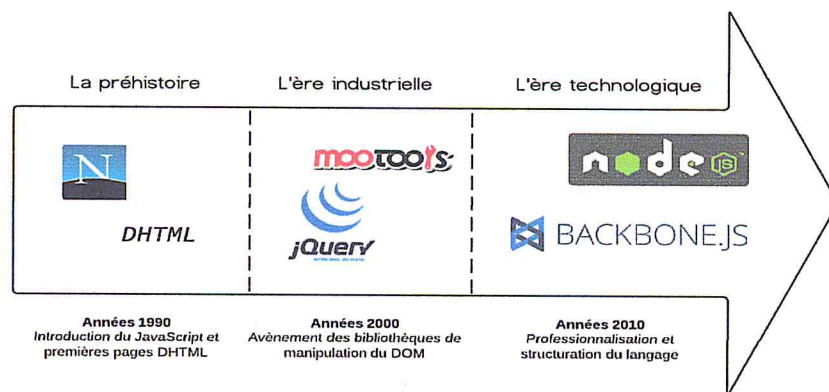 La préhistoire
L'ère industrielle
L'ère technologique
N
DHTML
mootools
jQuery
node JS
BACKBONE.JS
Années 1990
Introduction du JavaScript et
premières pages DHTML
Années 2000
Avènement des bibliothèques de
manipulation du DOM
Années 2010
Professionnalisation et
structuration du langage